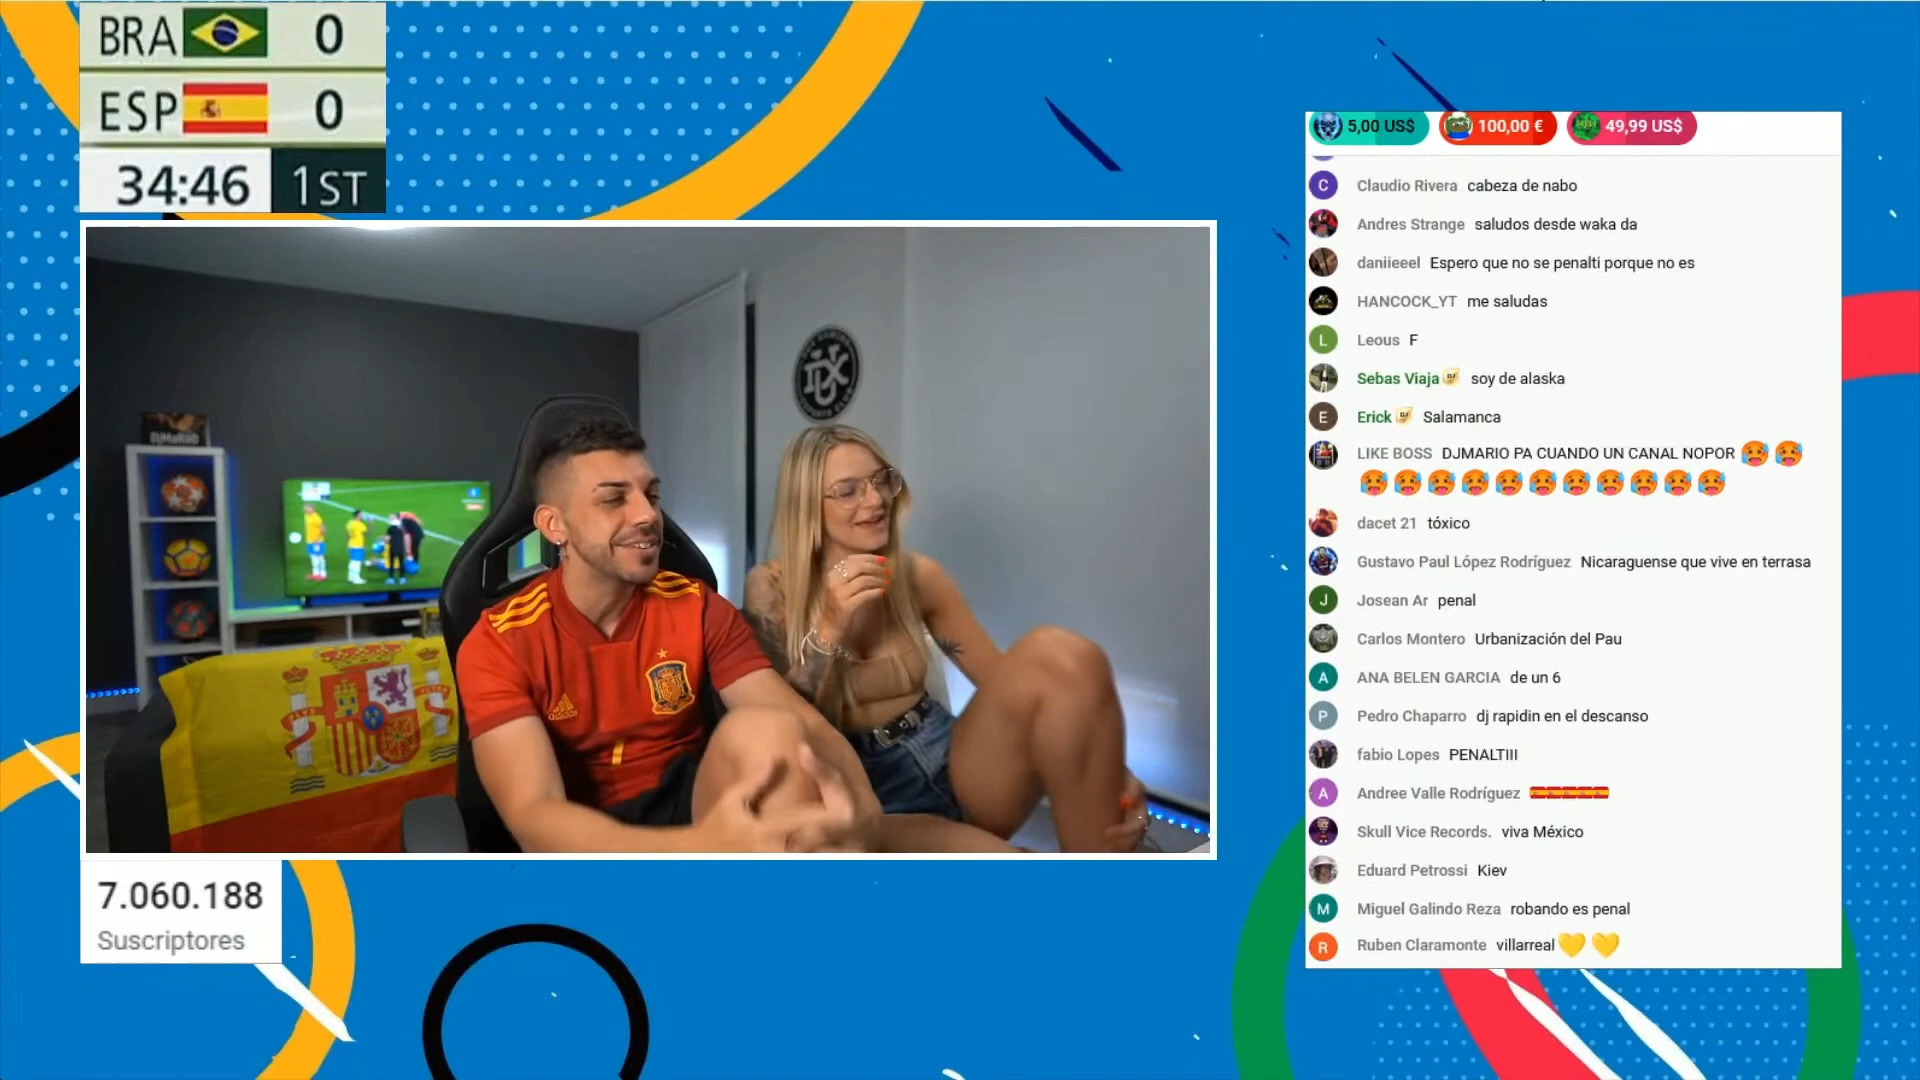 BRA 0
ESP 0
34:46 1ST
5,00 US$ 100,00 € 49,99 US$
C Claudio Rivera cabeza de nabo
Andres Strange saludos desde waka da
daniieeel Espero que no se penalti porque no es
HANCOCK_YT me saludas
L Leous F
Sebas Viaja soy de alaska
E Erick Salamanca
LIKE BOSS DJMARIO PA CUANDO UN CANAL NOPOR 🥵🥵
🥵🥵🥵🥵🥵🥵🥵🥵🥵🥵🥵
dacet 21 tóxico
Gustavo Paul López Rodríguez Nicaraguense que vive en terrasa
J Josean Ar penal
Carlos Montero Urbanización del Pau
A ANA BELEN GARCIA de un 6
P Pedro Chaparro dj rapidin en el descanso
fabio Lopes PENALTIII
A Andree Valle Rodríguez 🇪🇸🇪🇸🇪🇸🇪🇸
Skull Vice Records. viva México
Eduard Petrossi Kiev
M Miguel Galindo Reza robando es penal
R Ruben Claramonte villarreal 💛💛
DJMaRiiO
DUX
adidas
PLVS VLTRA
7.060.188
Suscriptores